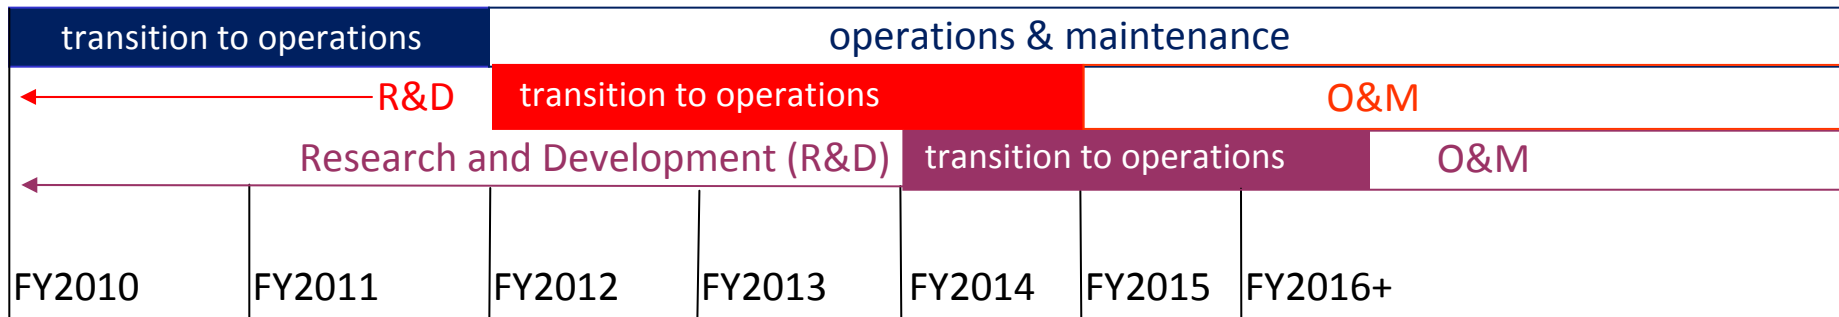 transition to operations operations & maintenance
R&D transition to operations O&M
Research and Development (R&D) transition to operations O&M
FY2010 FY2011 FY2012 FY2013 FY2014 FY2015 FY2016+